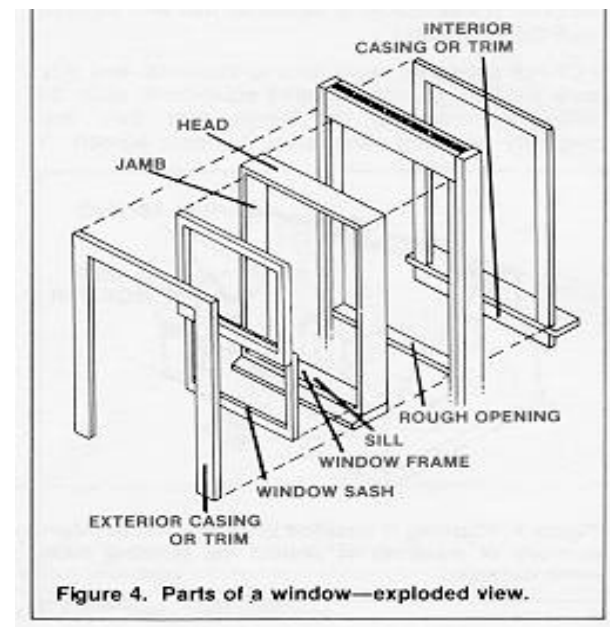 INTERIOR
CASING OR TRIM
HEAD
JAMB
ROUGH OPENING
SILL
WINDOW FRAME
WINDOW SASH
EXTERIOR CASING
OR TRIM
Figure 4. Parts of a window—exploded view.